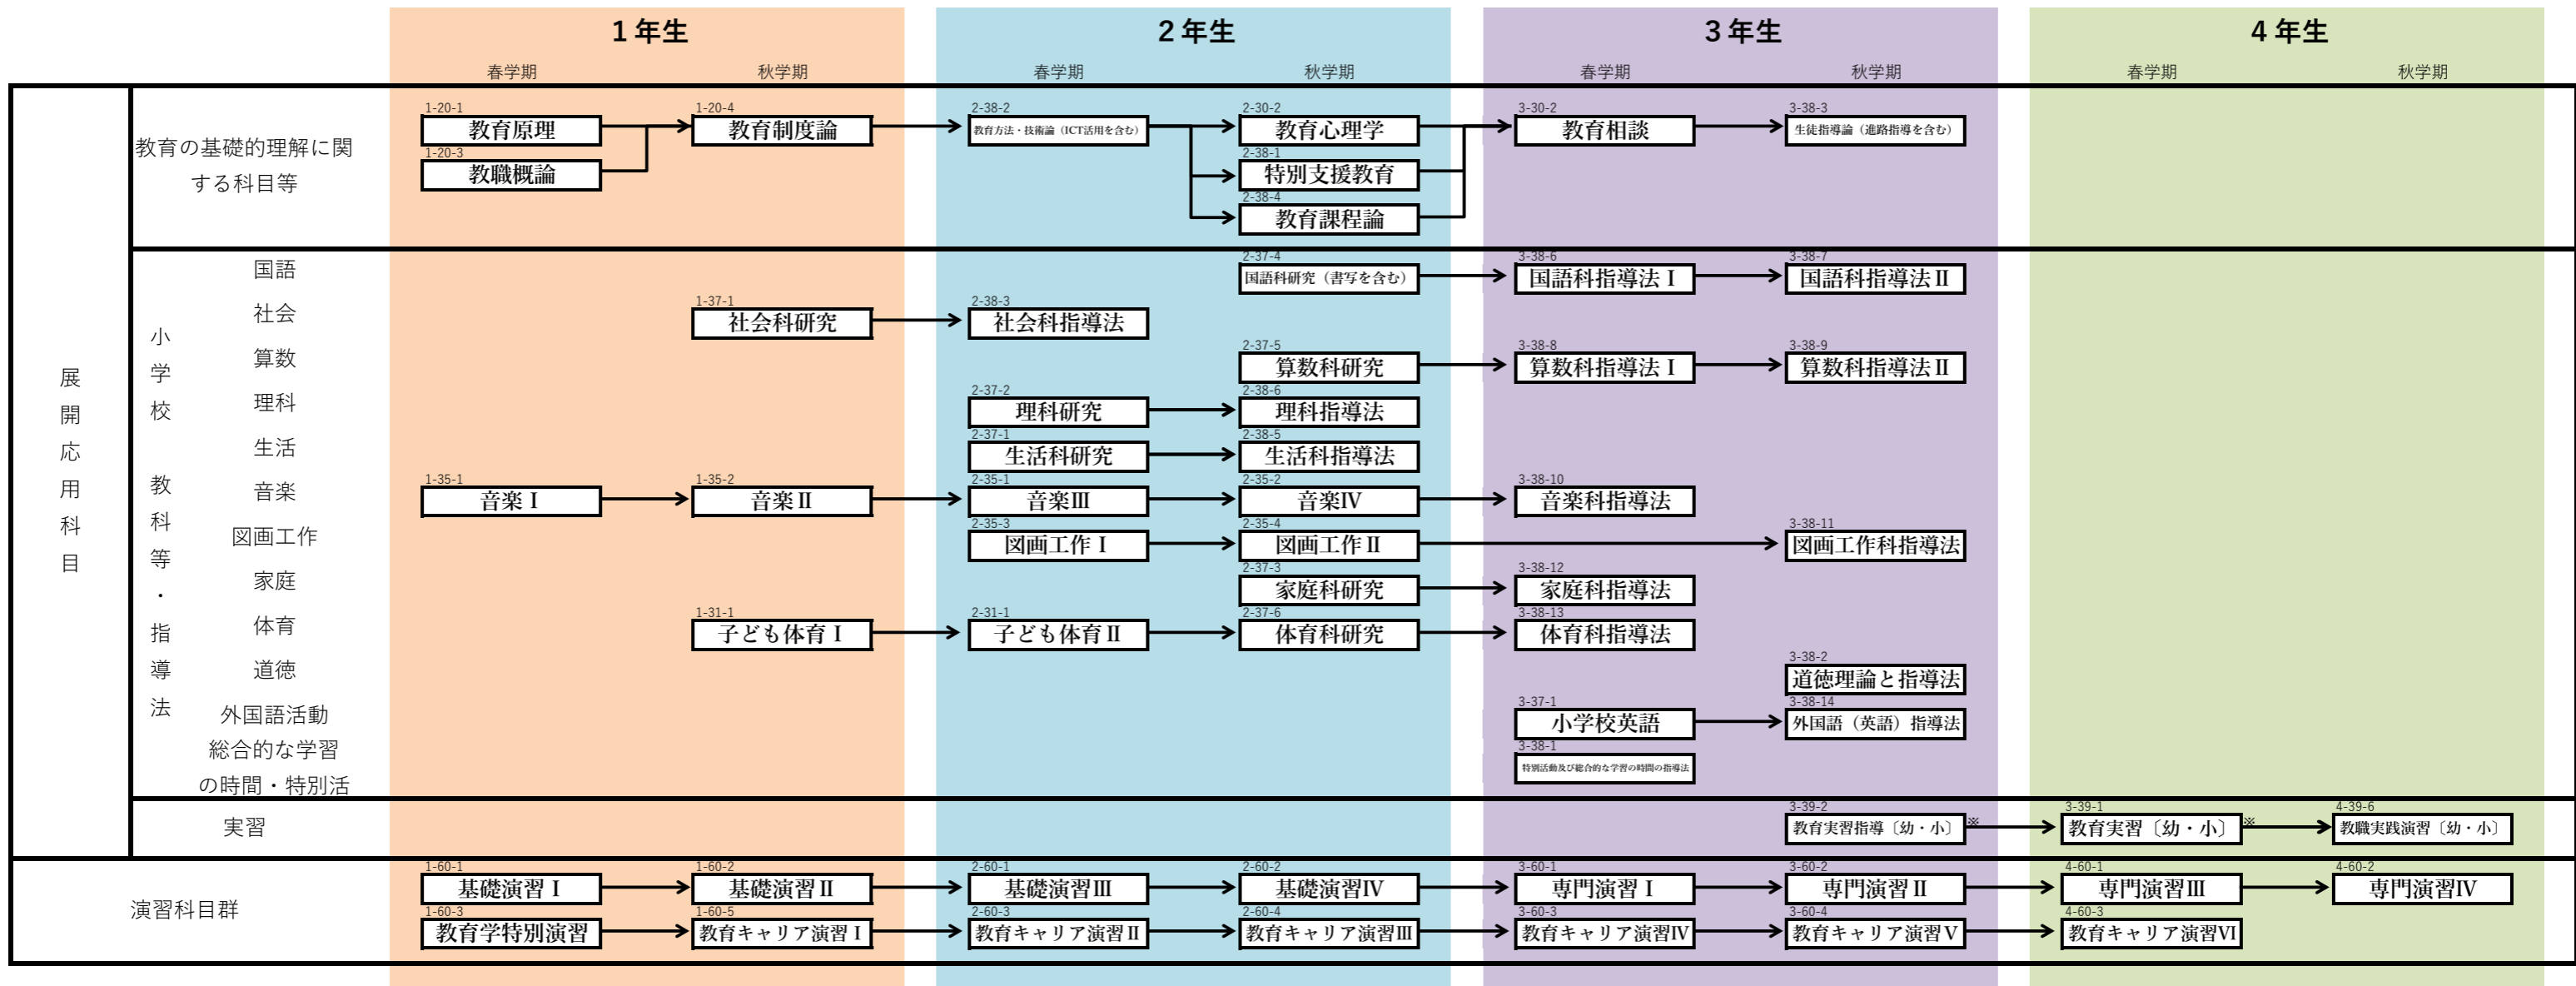 1 年生
2 年生
3 年生
4 年生
春学期
秋学期
春学期
秋学期
春学期
秋学期
春学期
秋学期
展開応用科目
教育の基礎的理解に関
する科目等
1-20-1
教育原理
1-20-3
教職概論
1-20-4
教育制度論
2-38-2
教育方法・技術論（ICT活用を含む）
2-30-2
教育心理学
2-38-1
特別支援教育
2-38-4
教育課程論
3-30-2
教育相談
3-38-3
生徒指導論（進路指導を含む）
小学校　教科等・指導法
国語
2-37-4
国語科研究（書写を含む）
3-38-6
国語科指導法Ⅰ
3-38-7
国語科指導法Ⅱ
社会
1-37-1
社会科研究
2-38-3
社会科指導法
算数
2-37-5
算数科研究
3-38-8
算数科指導法Ⅰ
3-38-9
算数科指導法Ⅱ
理科
2-37-2
理科研究
2-38-6
理科指導法
生活
2-37-1
生活科研究
2-38-5
生活科指導法
音楽
1-35-1
音楽Ⅰ
1-35-2
音楽Ⅱ
2-35-1
音楽Ⅲ
2-35-2
音楽Ⅳ
3-38-10
音楽科指導法
図画工作
2-35-3
図画工作Ⅰ
2-35-4
図画工作Ⅱ
3-38-11
図画工作科指導法
家庭
2-37-3
家庭科研究
3-38-12
家庭科指導法
体育
1-31-1
子ども体育Ⅰ
2-31-1
子ども体育Ⅱ
2-37-6
体育科研究
3-38-13
体育科指導法
道徳
3-38-2
道徳理論と指導法
外国語活動
3-37-1
小学校英語
3-38-14
外国語（英語）指導法
総合的な学習
の時間・特別活
3-38-1
特別活動及び総合的な学習の時間の指導法
実習
3-39-2
教育実習指導〔幼・小〕
※
3-39-1
教育実習〔幼・小〕
※
4-39-6
教職実践演習〔幼・小〕
演習科目群
1-60-1
基礎演習Ⅰ
1-60-2
基礎演習Ⅱ
2-60-1
基礎演習Ⅲ
2-60-2
基礎演習Ⅳ
3-60-1
専門演習Ⅰ
3-60-2
専門演習Ⅱ
4-60-1
専門演習Ⅲ
4-60-2
専門演習Ⅳ
1-60-3
教育学特別演習
1-60-5
教育キャリア演習Ⅰ
2-60-3
教育キャリア演習Ⅱ
2-60-4
教育キャリア演習Ⅲ
3-60-3
教育キャリア演習Ⅳ
3-60-4
教育キャリア演習Ⅴ
4-60-3
教育キャリア演習Ⅵ